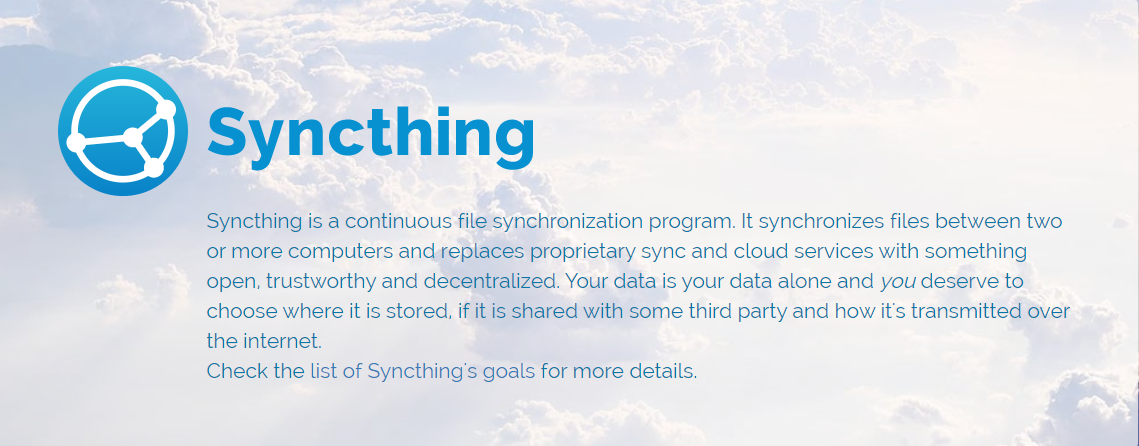 Syncthing
Syncthing is a continuous file synchronization program. It synchronizes files between two
or more computers and replaces proprietary sync and cloud services with something
open, trustworthy and decentralized. Your data is your data alone and you deserve to
choose where it is stored, if it is shared with some third party and how it's transmitted over
the internet.
Check the list of Syncthing's goals for more details.